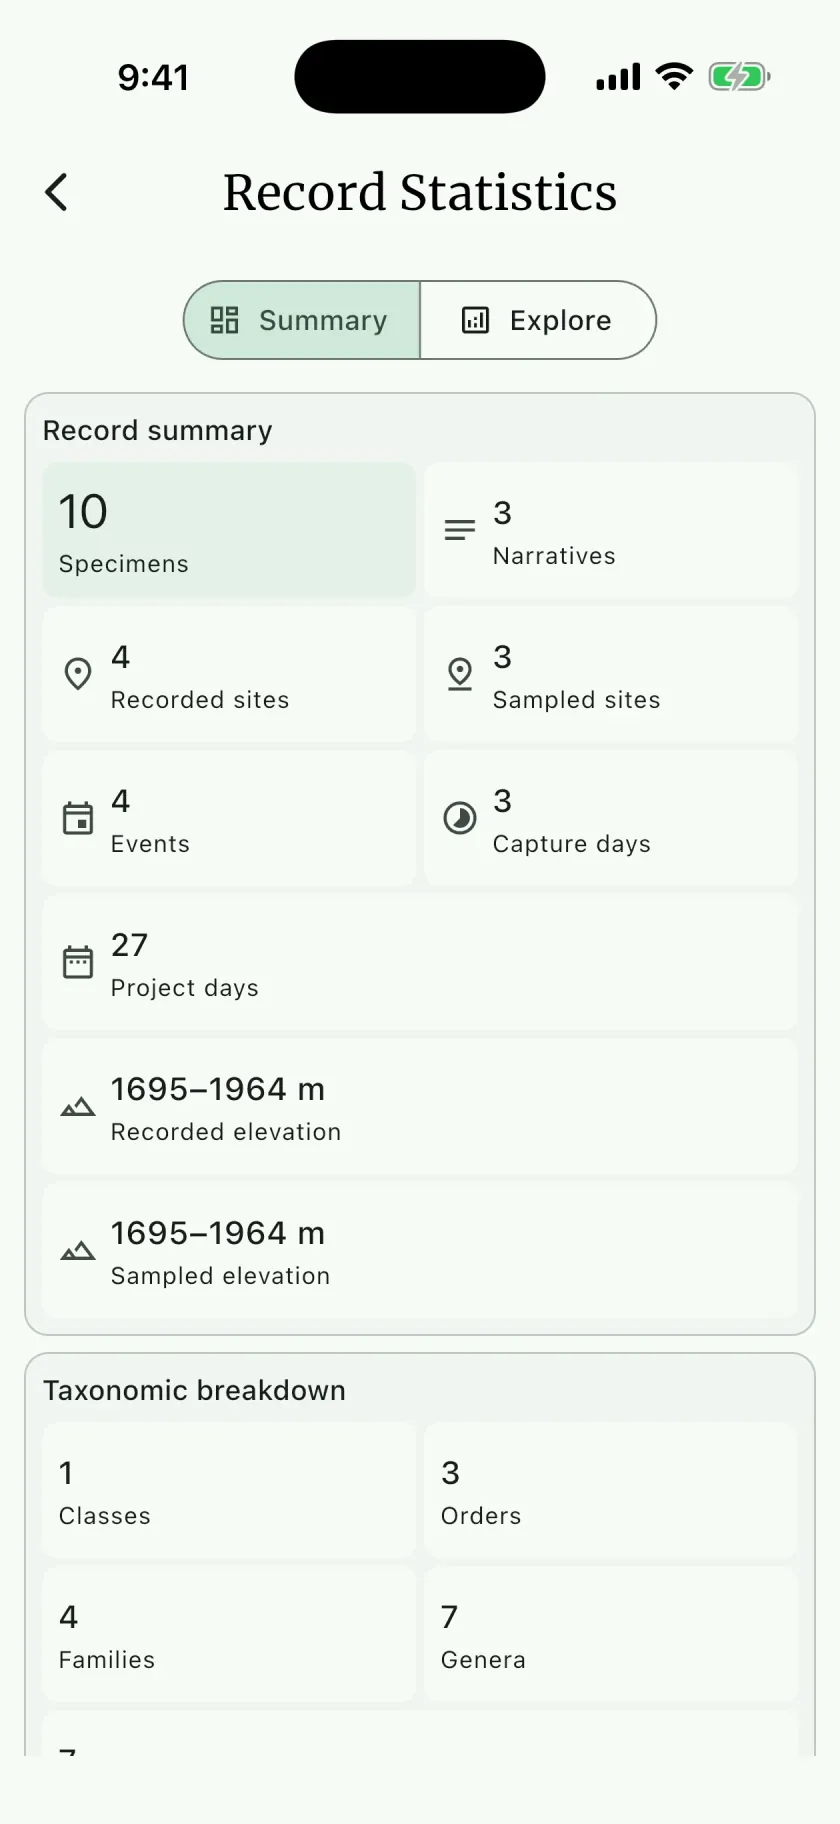 9:41
Record Statistics
Summary
Explore
Record summary
10
Specimens
3
Narratives
4
Recorded sites
3
Sampled sites
4
Events
3
Capture days
27
Project days
1695–1964 m
Recorded elevation
1695–1964 m
Sampled elevation
Taxonomic breakdown
1
Classes
3
Orders
4
Families
7
Genera